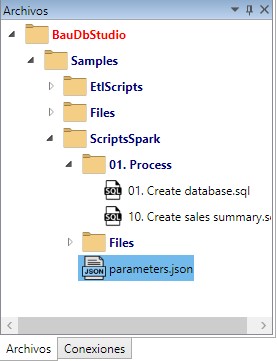 Archivos
BauDbStudio
Samples
EtlScripts
Files
ScriptsSpark
01. Process
SQL 01. Create database.sql
SQL 10. Create sales summary.s
Files
JSON parameters.json
Archivos Conexiones